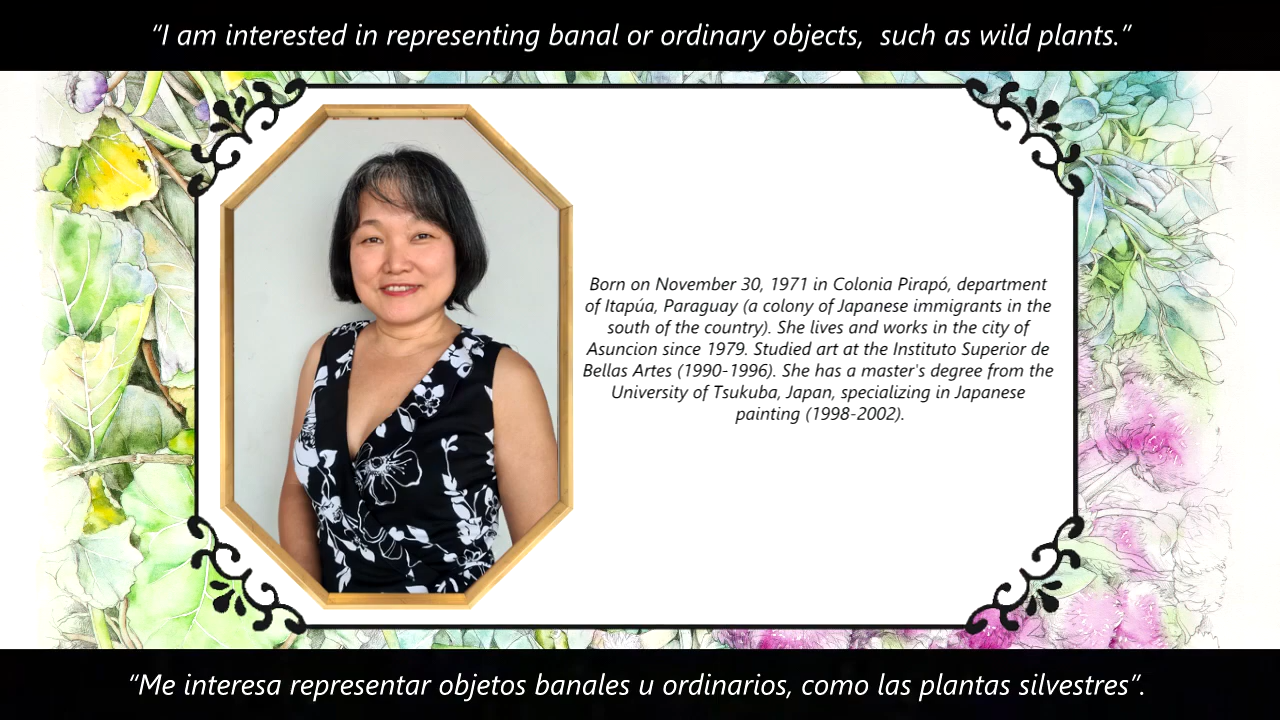 “I am interested in representing banal or ordinary objects,  such as wild plants.”
Born on November 30, 1971 in Colonia Pirapó, department
of Itapúa, Paraguay (a colony of Japanese immigrants in the
south of the country). She lives and works in the city of
Asuncion since 1979. Studied art at the Instituto Superior de
Bellas Artes (1990-1996). She has a master's degree from the
University of Tsukuba, Japan, specializing in Japanese
painting (1998-2002).
“Me interesa representar objetos banales u ordinarios, como las plantas silvestres”.